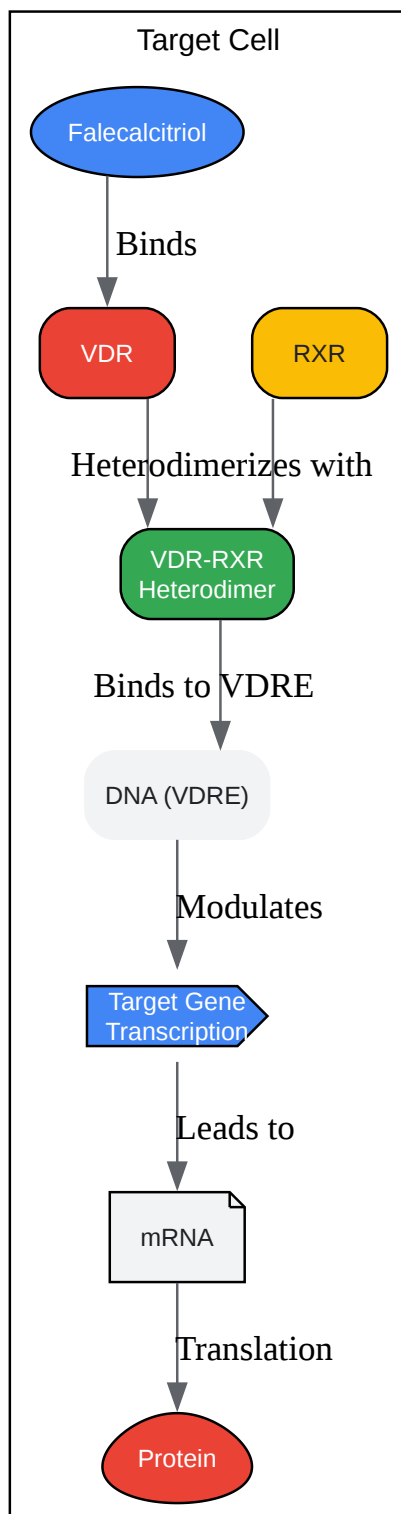 Target Cell
Falecalcitriol
Binds
VDR
RXR
Heterodimerizes with
VDR-RXR
Heterodimer
Binds to VDRE
DNA (VDRE)
Modulates
Target Gene
Transcription
Leads to
mRNA
Translation
Protein